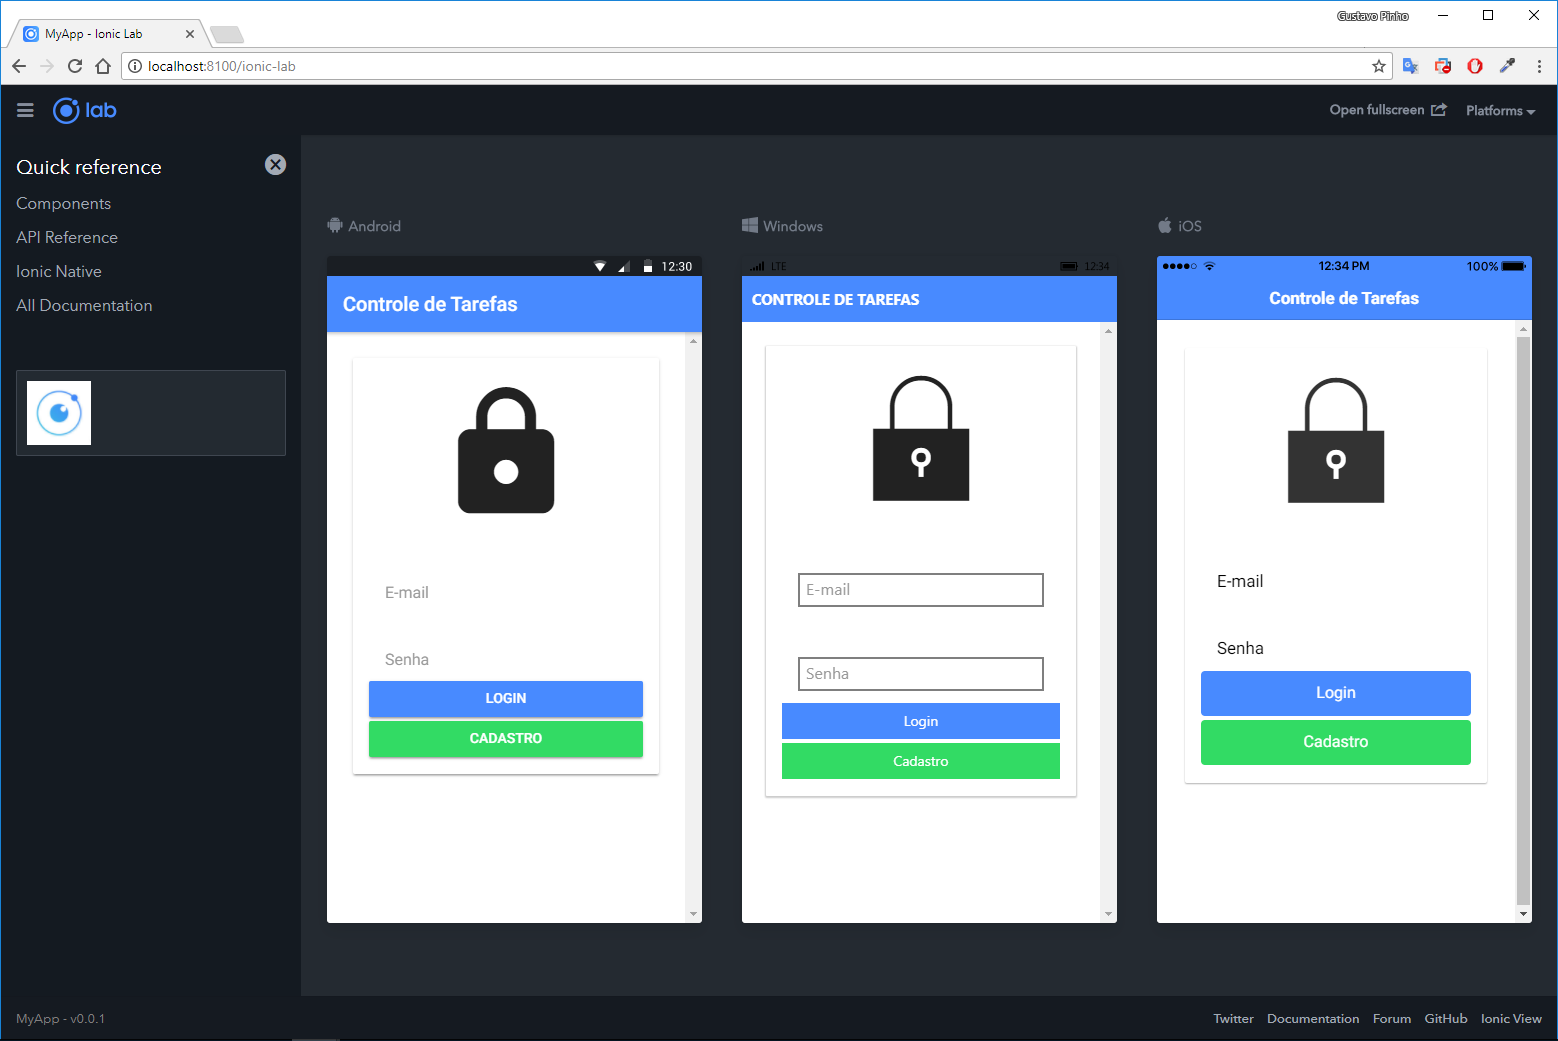 Gustavo Pinho
MyApp - Ionic Lab
localhost:8100/ionic-lab
lab
Open fullscreen
Platforms
Quick reference
Components
API Reference
Ionic Native
All Documentation
Android
12:30
Controle de Tarefas
E-mail
Senha
LOGIN
CADASTRO
Windows
LTE
12:34
CONTROLE DE TAREFAS
E-mail
Senha
Login
Cadastro
iOS
12:34 PM
100%
Controle de Tarefas
E-mail
Senha
Login
Cadastro
MyApp - v0.0.1
Twitter Documentation Forum GitHub Ionic View